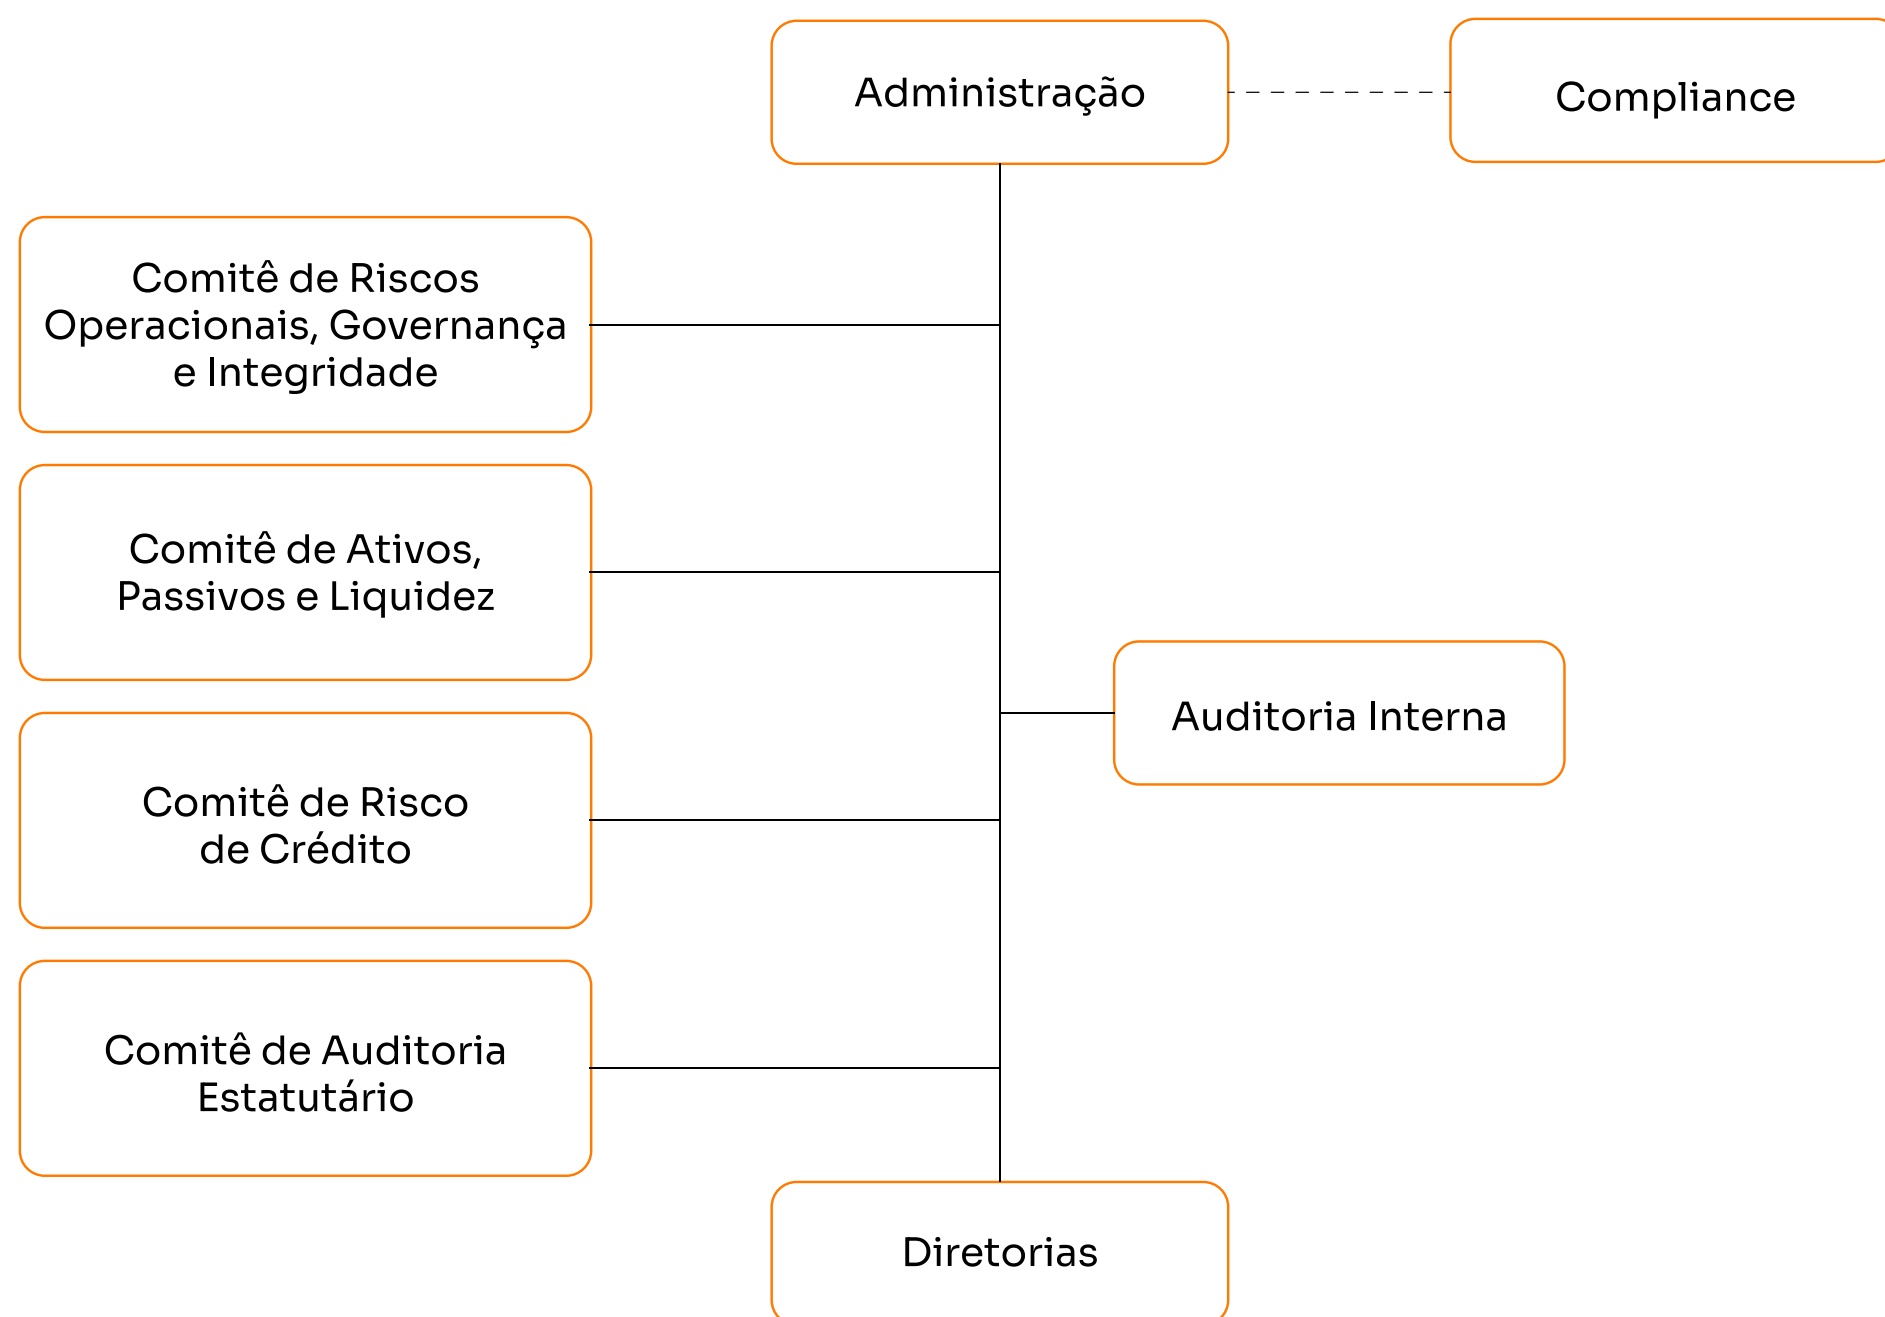 Administração
Compliance
Comitê de Riscos
Operacionais, Governança
e Integridade
Comitê de Ativos,
Passivos e Liquidez
Auditoria Interna
Comitê de Risco
de Crédito
Comitê de Auditoria
Estatutário
Diretorias